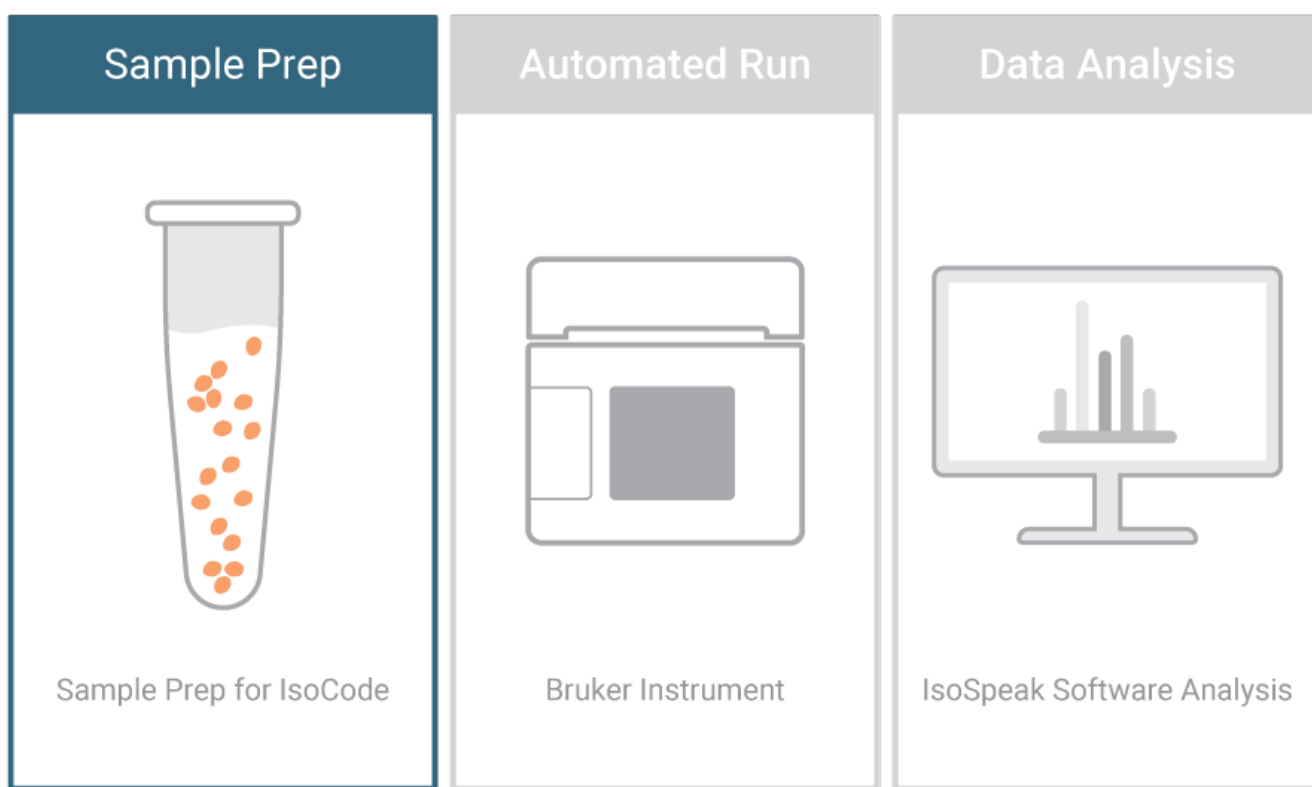 Sample Prep
Automated Run
Data Analysis
Sample Prep for IsoCode
Bruker Instrument
IsoSpeak Software Analysis